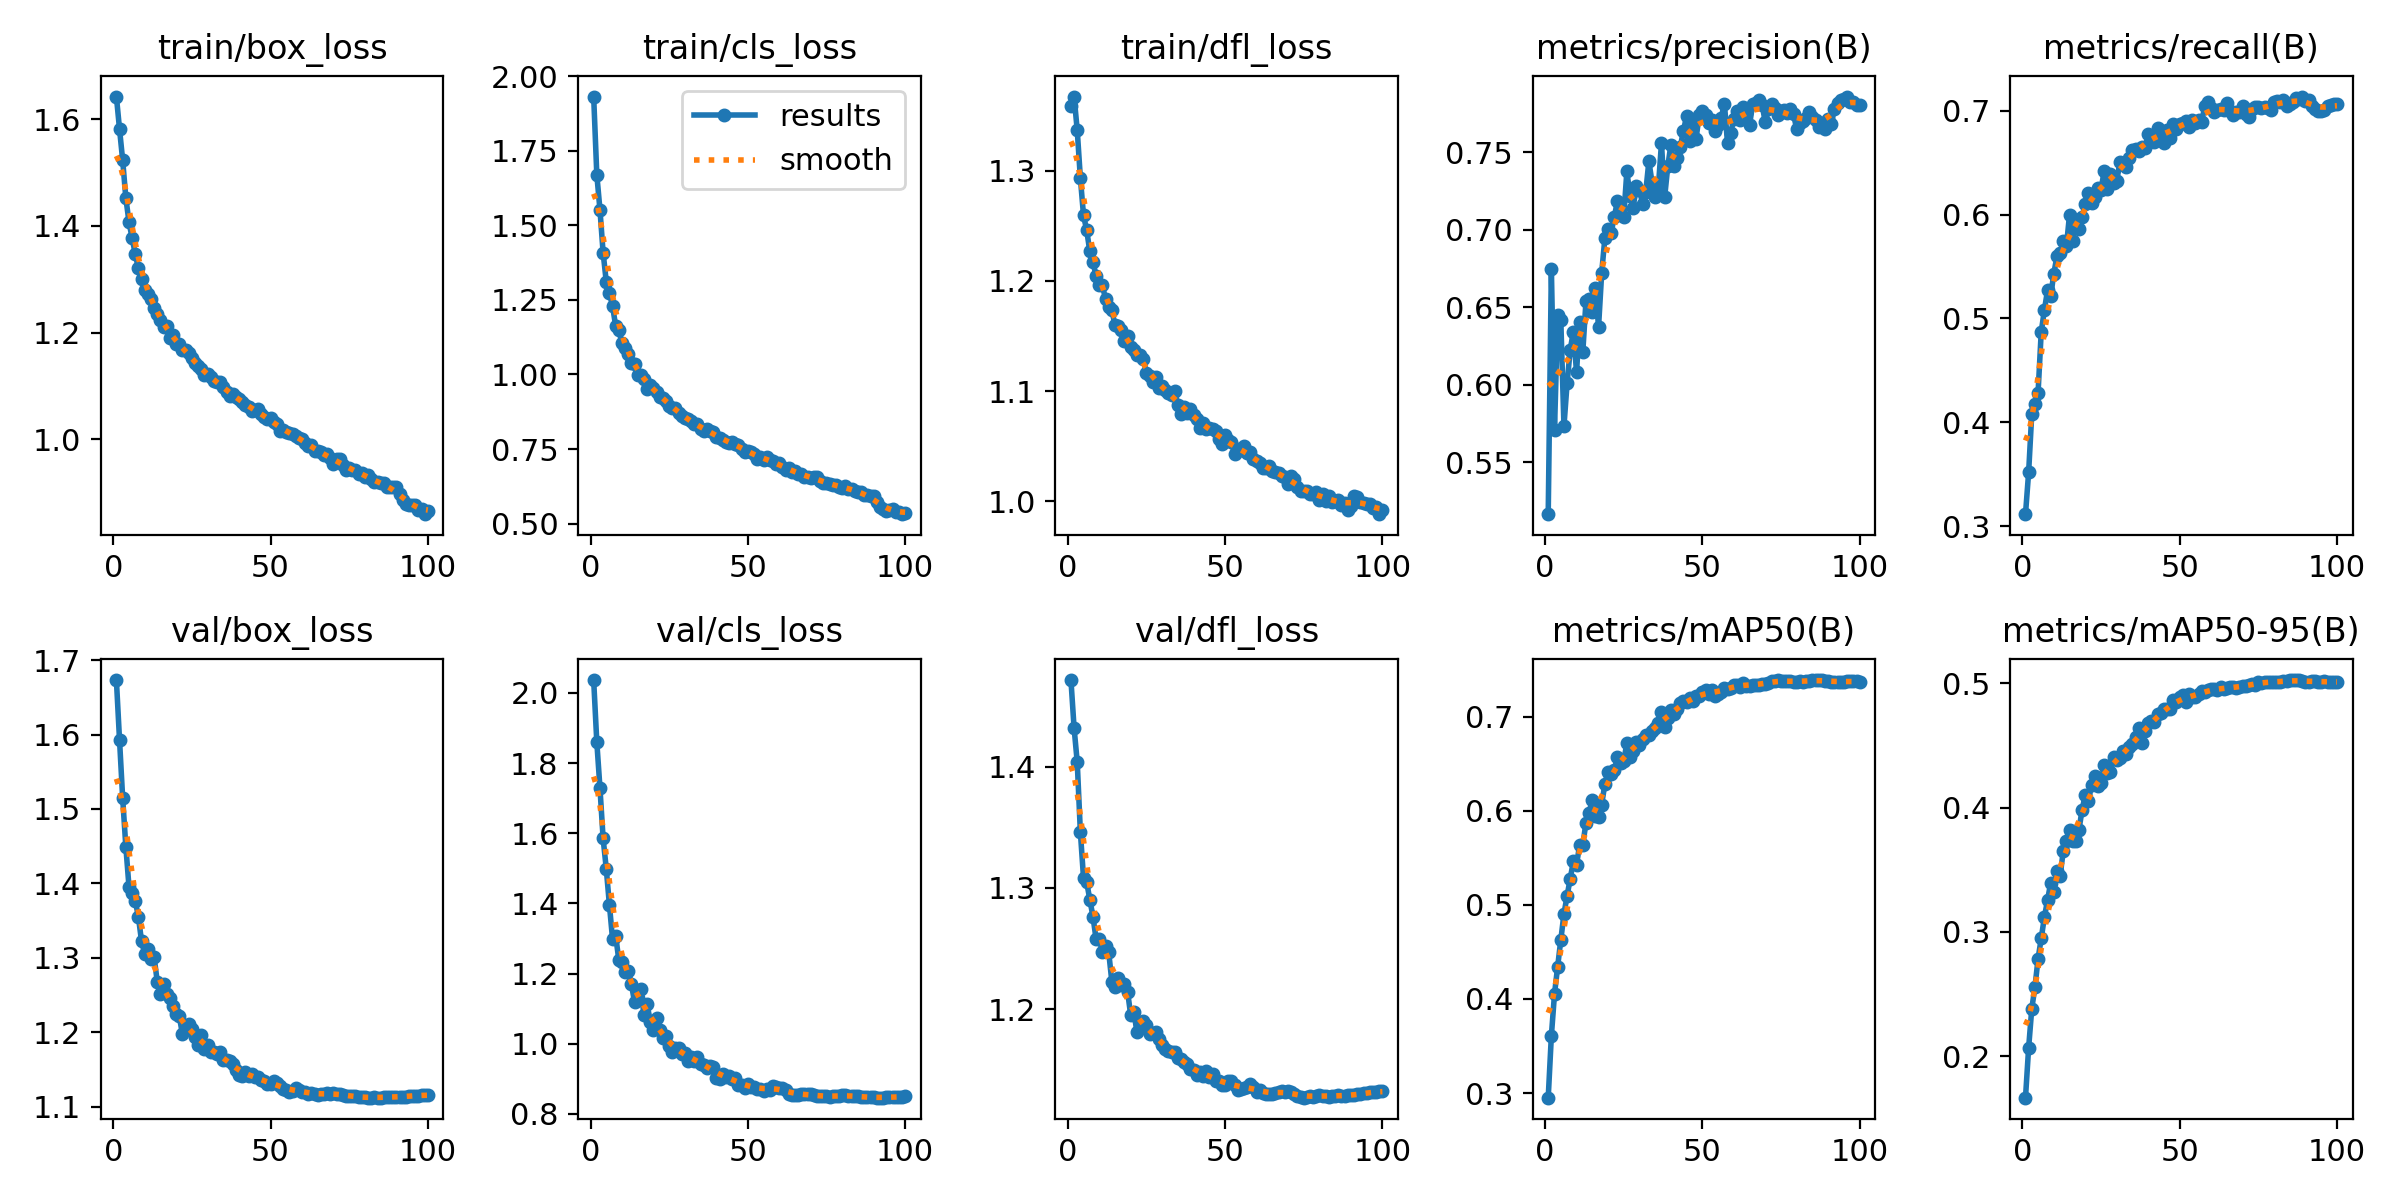 train/box_loss
1.6
1.4
1.2
1.0
0 50 100
train/cls_loss
results
smooth
2.00
1.75
1.50
1.25
1.00
0.75
0.50
0 50 100
train/dfl_loss
1.3
1.2
1.1
1.0
0 50 100
metrics/precision(B)
0.75
0.70
0.65
0.60
0.55
0 50 100
metrics/recall(B)
0.7
0.6
0.5
0.4
0.3
0 50 100
val/box_loss
1.7
1.6
1.5
1.4
1.3
1.2
1.1
0 50 100
val/cls_loss
2.0
1.8
1.6
1.4
1.2
1.0
0.8
0 50 100
val/dfl_loss
1.4
1.3
1.2
0 50 100
metrics/mAP50(B)
0.7
0.6
0.5
0.4
0.3
0 50 100
metrics/mAP50-95(B)
0.5
0.4
0.3
0.2
0 50 100